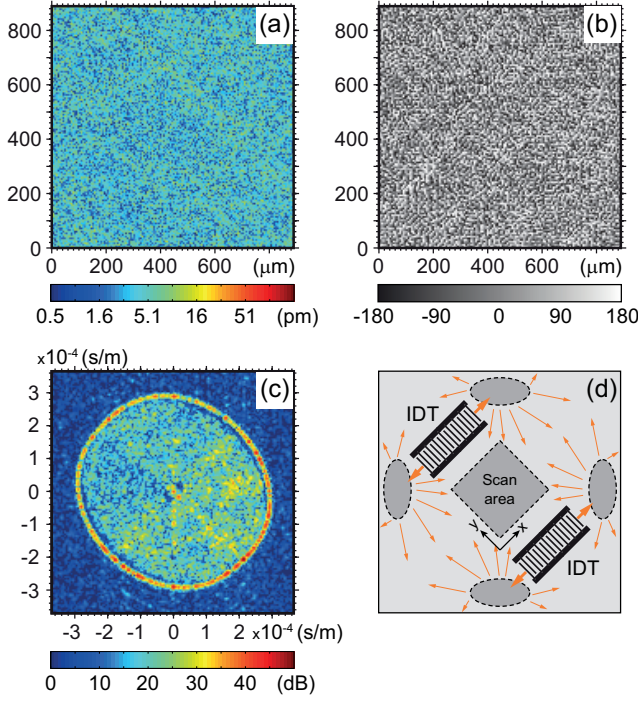 (a)
800
600
400
200
0
0 200 400 600 (μm)
0.5 1.6 5.1 16 51 (pm)
(b)
800
600
400
200
0
0 200 400 600 (μm)
-180 -90 0 90 180
x10-4 (s/m)
(c)
3
2
1
0
-1
-2
-3
-3 -2 -1 0 1 2 x10-4 (s/m)
0 10 20 30 40 (dB)
(d)
IDT
Scan
area
y x
IDT